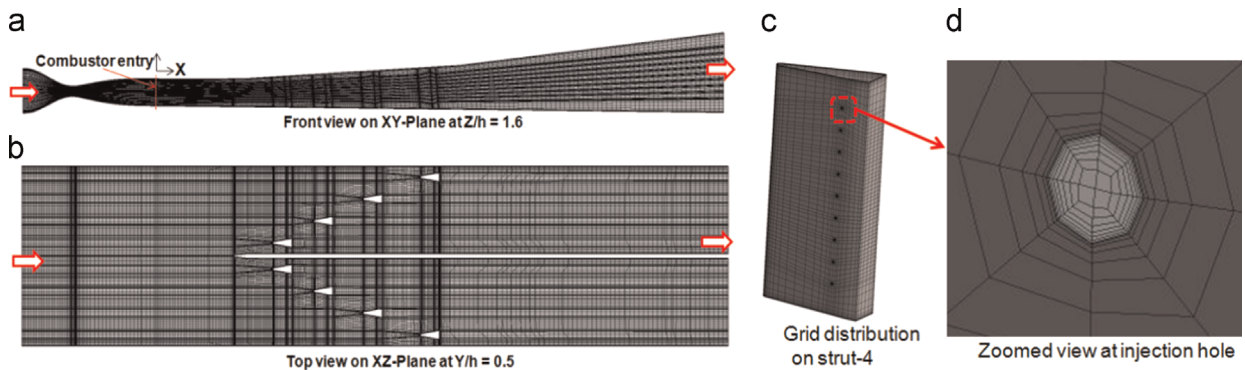 a
Combustor entry
X
Front view on XY-Plane at Z/h = 1.6
b
Top view on XZ-Plane at Y/h = 0.5
c
Grid distribution
on strut-4
d
Zoomed view at injection hole